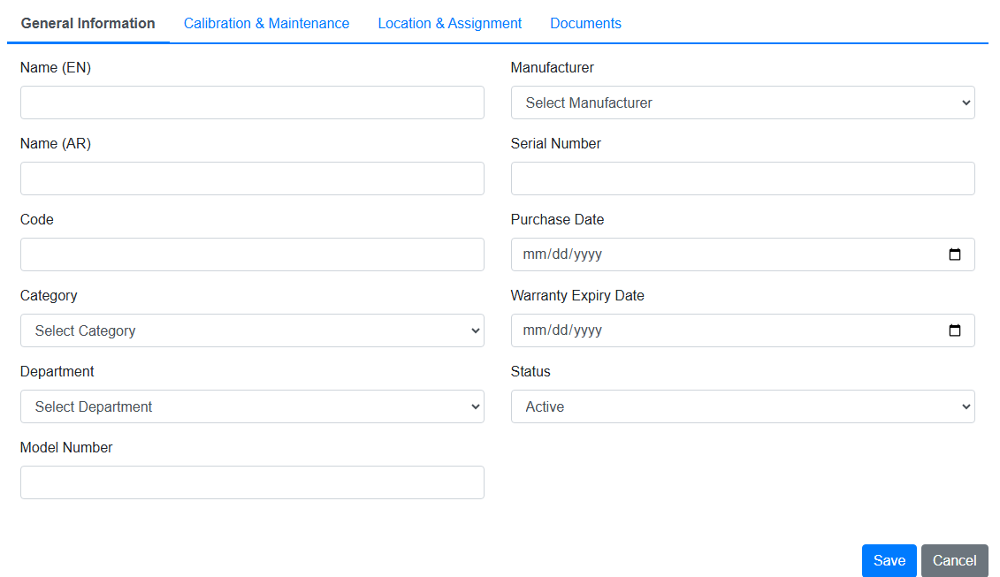 General Information Calibration & Maintenance Location & Assignment Documents
Name (EN)
Manufacturer
Select Manufacturer
Name (AR)
Serial Number
Code
Purchase Date
mm/dd/yyyy
Category
Select Category
Warranty Expiry Date
mm/dd/yyyy
Department
Select Department
Status
Active
Model Number
Save Cancel